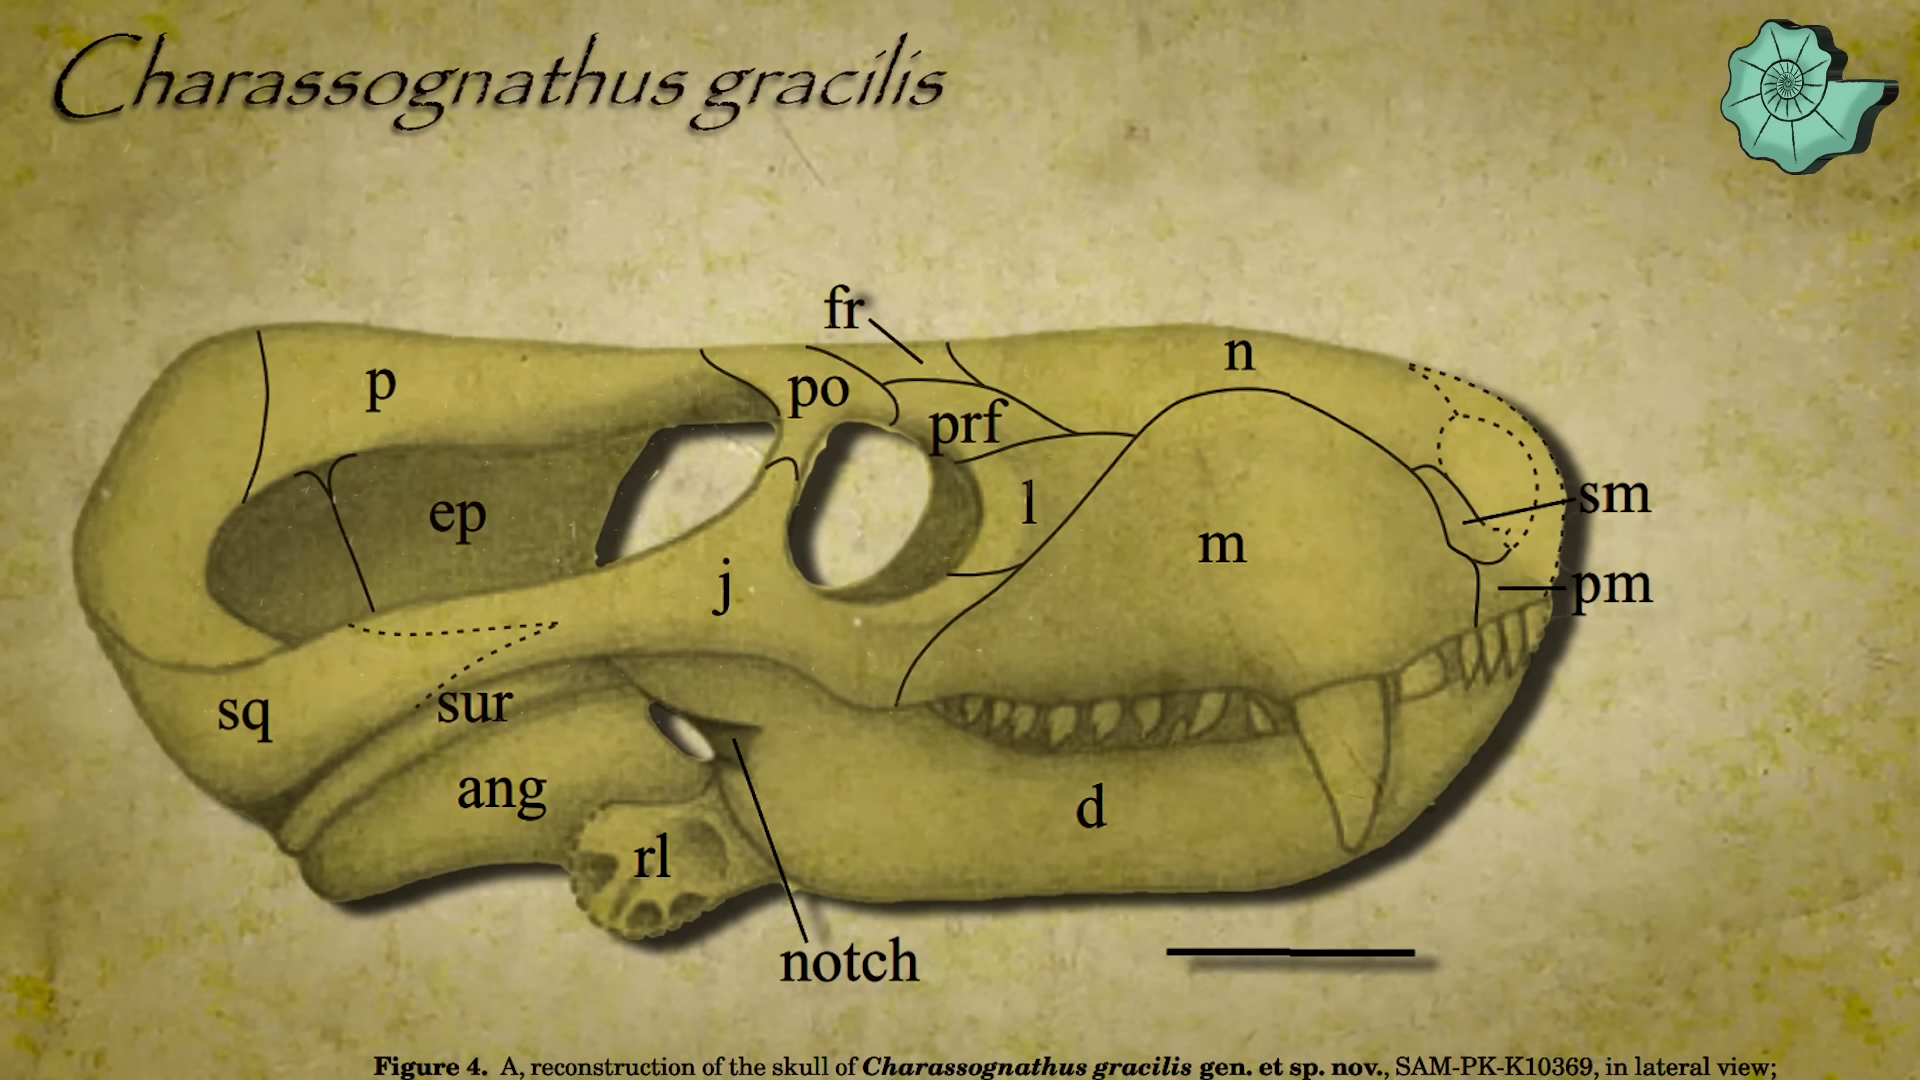 Charassognathus gracilis
fr
n
p
po
prf
ep
l
m
sm
j
pm
sq
sur
ang
d
rl
notch
Figure 4. A, reconstruction of the skull of Charassognathus gracilis gen. et sp. nov., SAM-PK-K10369, in lateral view;